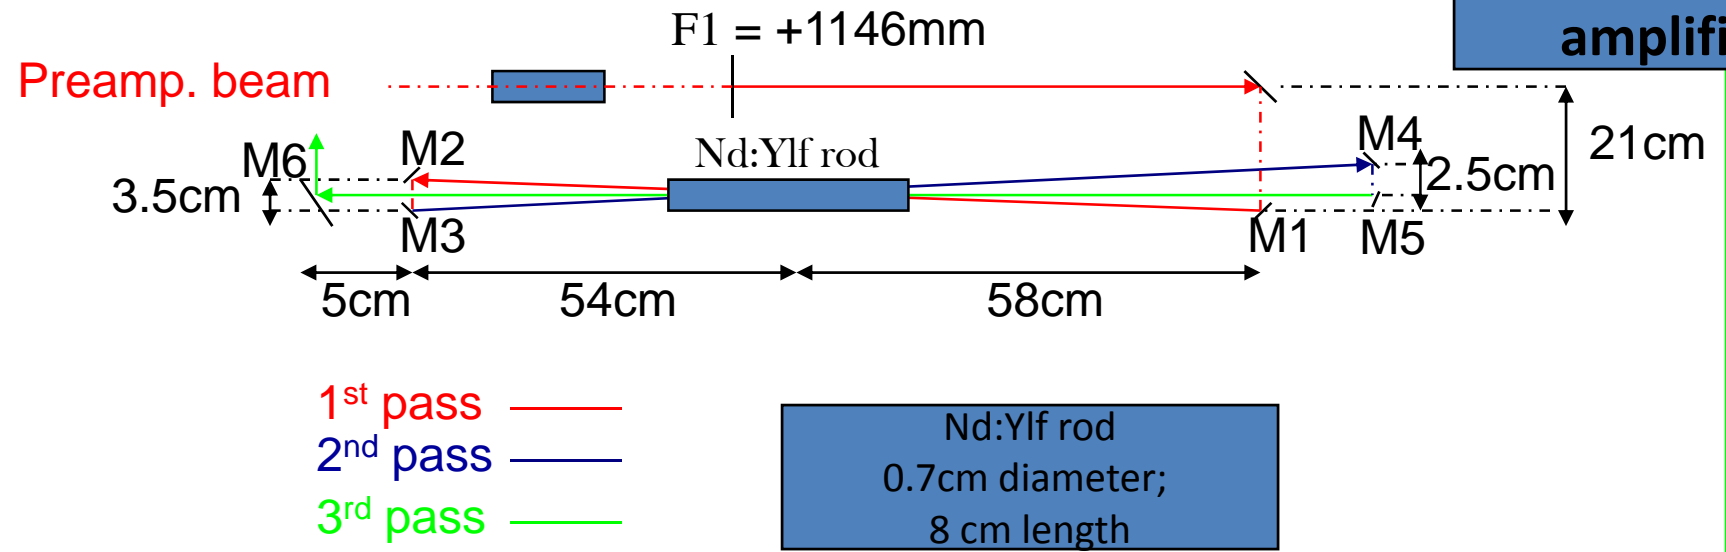 F1 = +1146mm
amplifi
Preamp. beam
M6
M2
Nd:Ylf rod
M4
21cm
3.5cm
2.5cm
M3
M1
M5
5cm
54cm
58cm
1st pass
2nd pass
3rd pass
Nd:Ylf rod
0.7cm diameter;
8 cm length